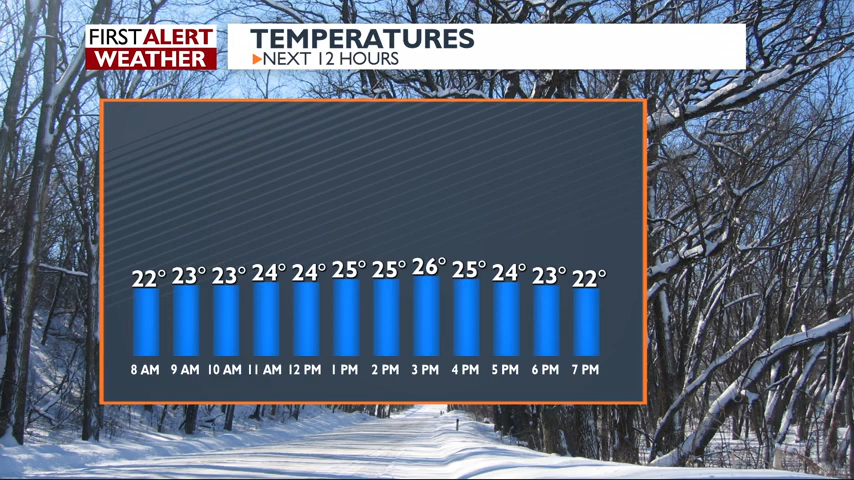 FIRST ALERT
WEATHER
TEMPERATURES
NEXT 12 HOURS
22° 23° 23° 24° 24° 25° 25° 26° 25° 24° 23° 22°
8 AM 9 AM 10 AM 11 AM 12 PM 1 PM 2 PM 3 PM 4 PM 5 PM 6 PM 7 PM